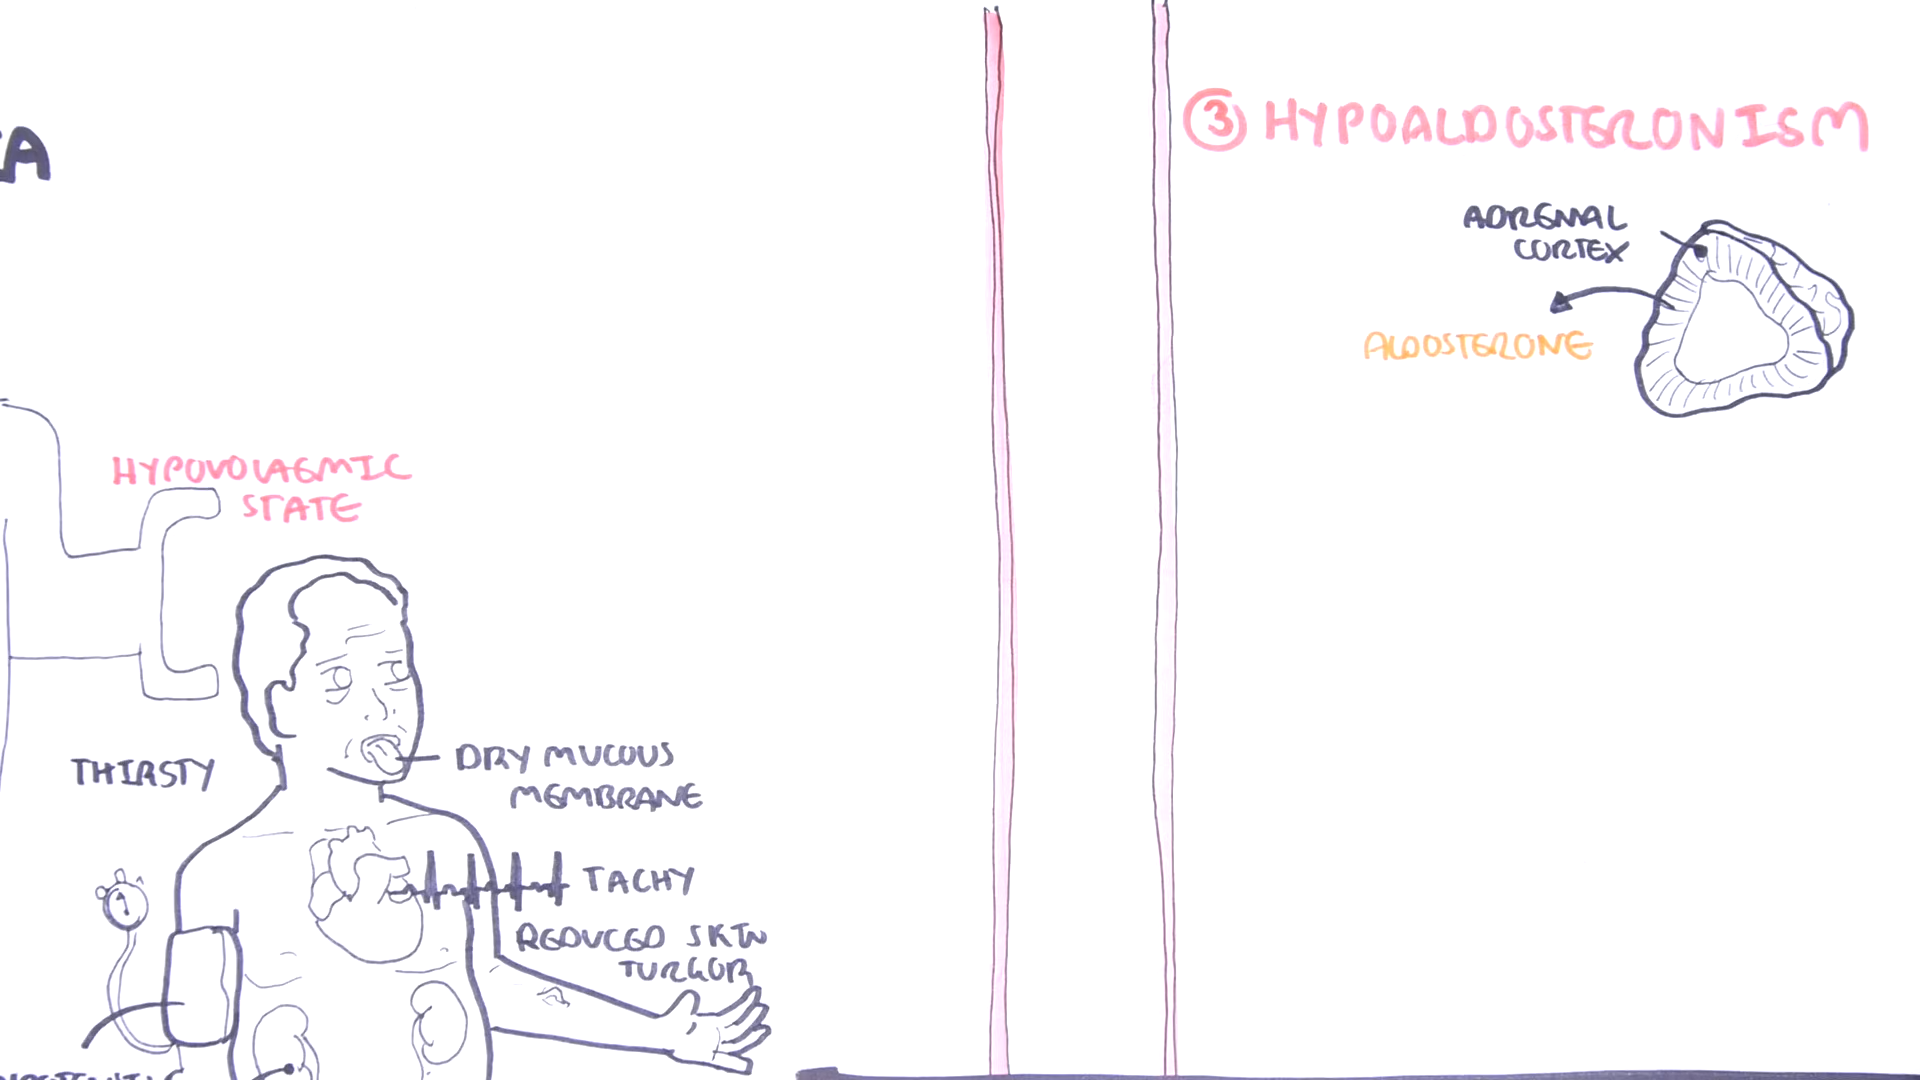 ③ HYPOALDOSTERONISM
ADRENAL
CORTEX
ALDOSTERONE
HYPOVOLAEMIC
STATE
THIRSTY
DRY MUCOUS
MEMBRANE
TACHY
REDUCED SKIN
TURGOR